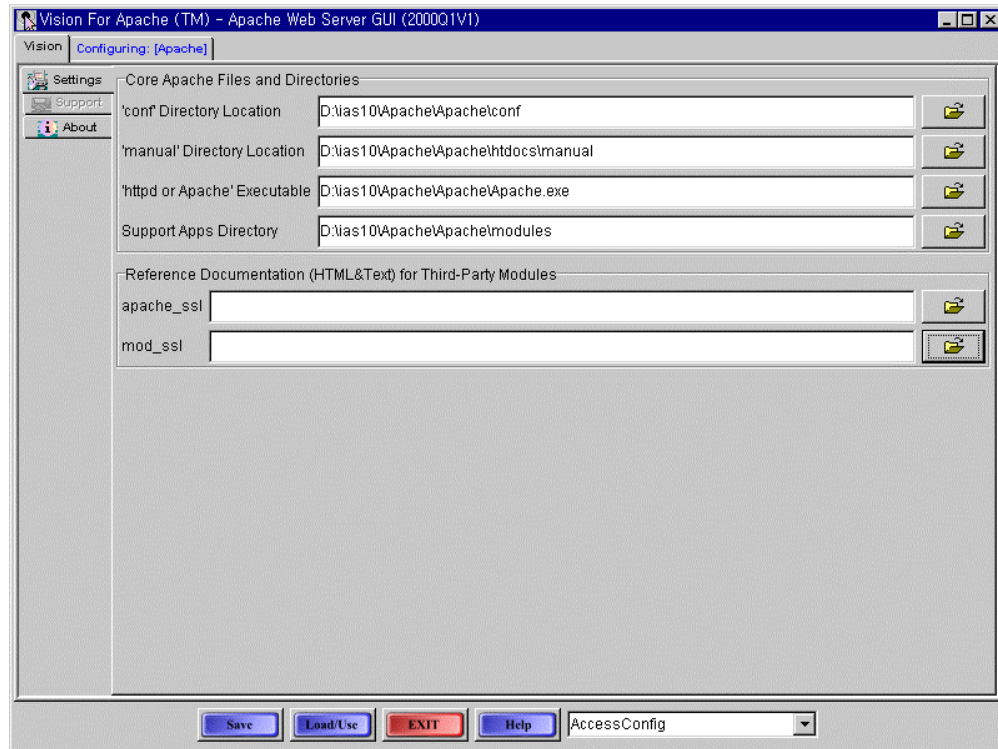 Vision For Apache (TM) - Apache Web Server GUI (2000Q1V1)
Vision
Configuring: [Apache]
Settings
Support
About
Core Apache Files and Directories
'conf' Directory Location
D:\ias10\Apache\Apache\conf
'manual' Directory Location
D:\ias10\Apache\Apache\htdocs\manual
'httpd or Apache' Executable
D:\ias10\Apache\Apache\Apache.exe
Support Apps Directory
D:\ias10\Apache\Apache\modules
Reference Documentation (HTML&Text) for Third-Party Modules
apache_ssl
mod_ssl
Save
Load/Use
EXIT
Help
AccessConfig